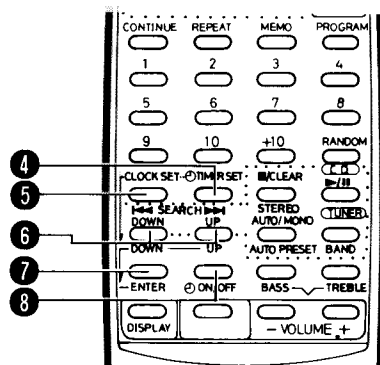 CONTINUE REPEAT MEMO PROGRAM
1 2 3 4
5 6 7 8
9 10 +10 RANDOM
4 CLOCK SET ⏲TIMER SET ■/CLEAR CD
5 ▶/II
⏮ SEARCH ⏭ STEREO TUNER
6 DOWN UP AUTO/MONO
DOWN UP AUTO PRESET BAND
7 ENTER ⏲ON/OFF BASS TREBLE
8
DISPLAY − VOLUME +